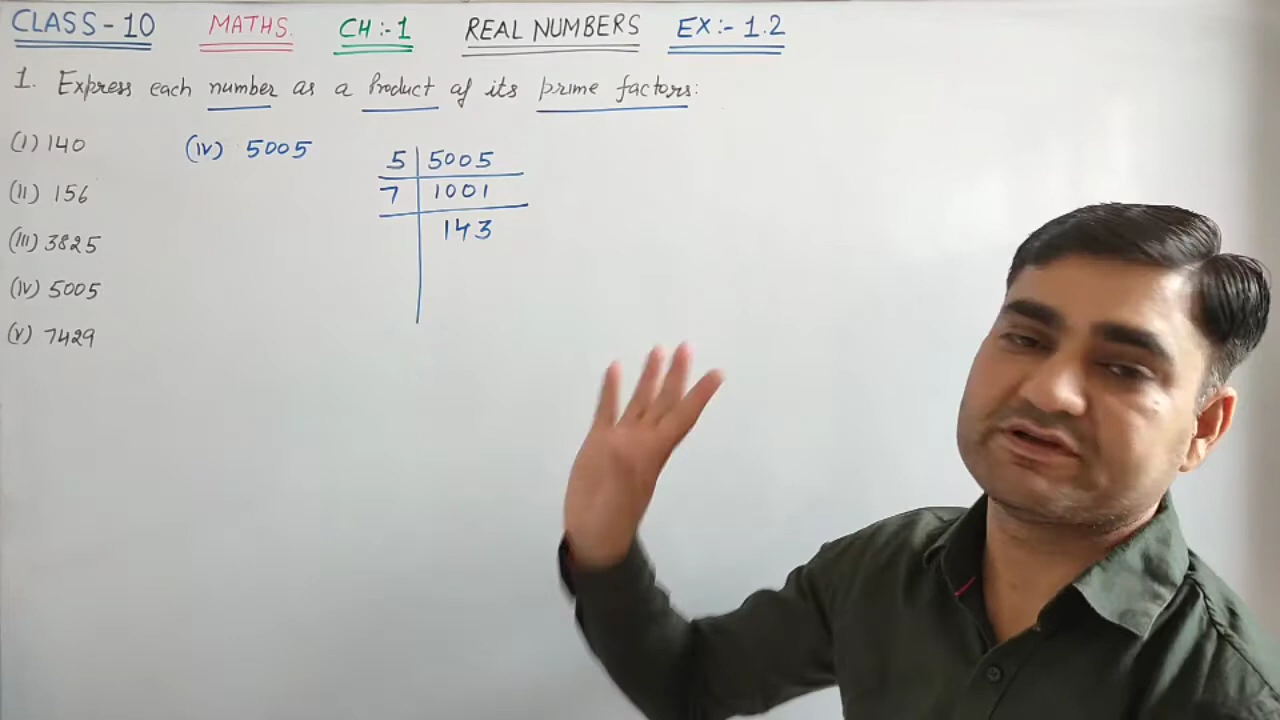 CLASS-10 MATHS. CH:-1 REAL NUMBERS EX:- 1.2
1. Express each number as a Product of its prime factors:
(I) 140
(II) 156
(III) 3825
(IV) 5005
(V) 7429
(IV) 5005
5 5005
7 1001
143